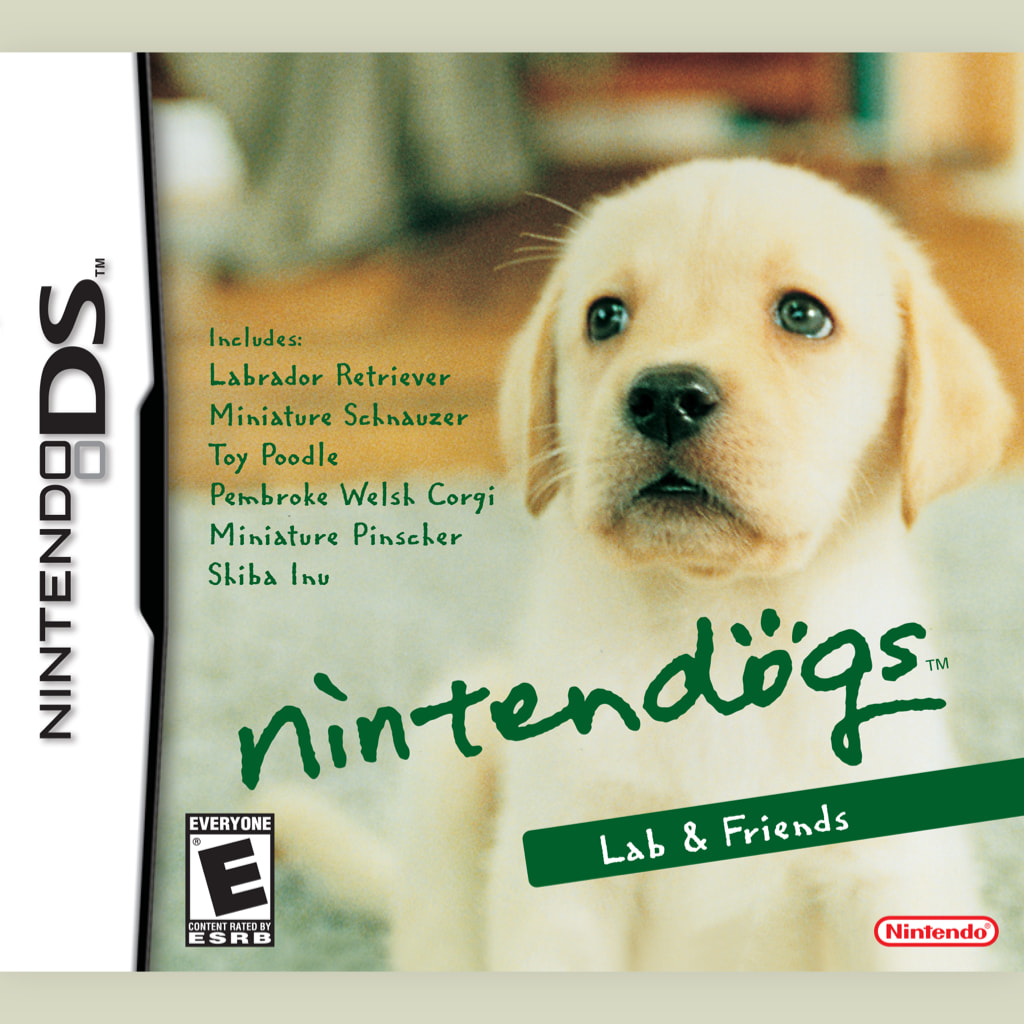 NINTENDO DS™
Includes:
Labrador Retriever
Miniature Schnauzer
Toy Poodle
Pembroke Welsh Corgi
Miniature Pinscher
Shiba Inu
nintendögs™
Lab & Friends
EVERYONE
E®
CONTENT RATED BY
ESRB
Nintendo®